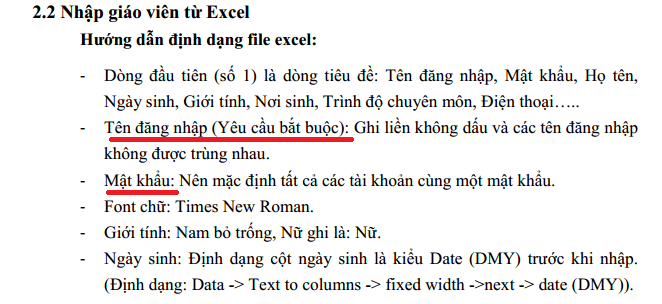 2.2 Nhập giáo viên từ Excel
Hướng dẫn định dạng file excel:
- Dòng đầu tiên (số 1) là dòng tiêu đề: Tên đăng nhập, Mật khẩu, Họ tên,
Ngày sinh, Giới tính, Nơi sinh, Trình độ chuyên môn, Điện thoại…..
- Tên đăng nhập (Yêu cầu bắt buộc): Ghi liền không dấu và các tên đăng nhập
không được trùng nhau.
- Mật khẩu: Nên mặc định tất cả các tài khoản cùng một mật khẩu.
- Font chữ: Times New Roman.
- Giới tính: Nam bỏ trống, Nữ ghi là: Nữ.
- Ngày sinh: Định dạng cột ngày sinh là kiểu Date (DMY) trước khi nhập.
(Định dạng: Data -> Text to columns -> fixed width ->next -> date (DMY)).